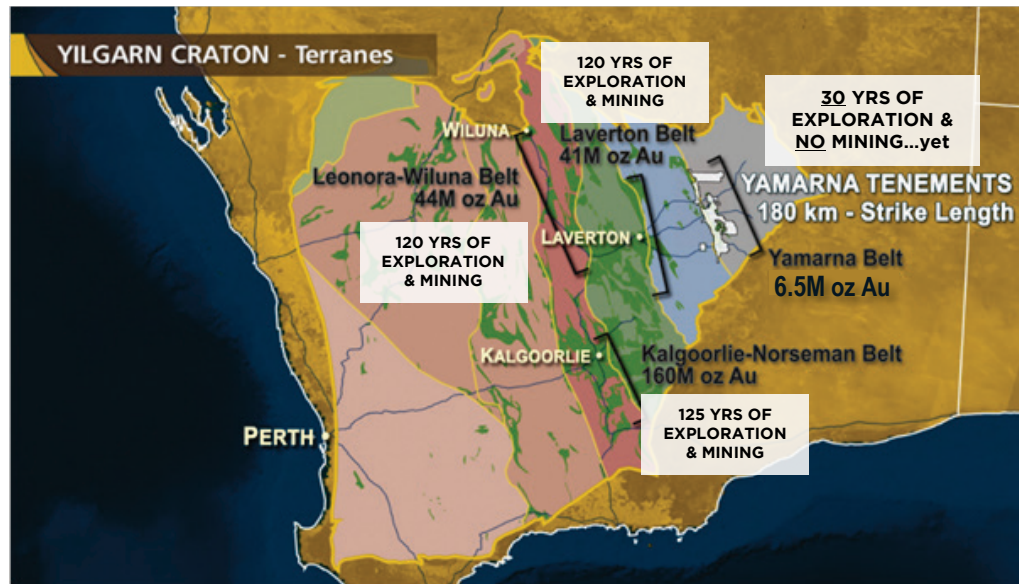 YILGARN CRATON - Terranes
120 YRS OF
EXPLORATION
& MINING
30 YRS OF
EXPLORATION &
NO MINING...yet
WILUNA
Laverton Belt
41M oz Au
Leonora-Wiluna Belt
44M oz Au
YAMARNA TENEMENTS
180 km - Strike Length
120 YRS OF
EXPLORATION
& MINING
LAVERTON
Yamarna Belt
6.5M oz Au
KALGOORLIE
Kalgoorlie-Norseman Belt
160M oz Au
125 YRS OF
EXPLORATION
& MINING
PERTH